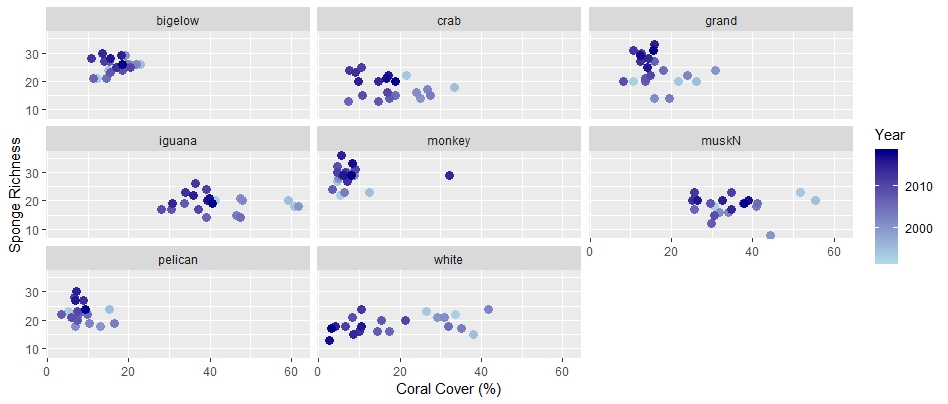 bigelow crab grand
30
20
10
iguana monkey muskN
30
20
10
pelican white
30
20
10
0 20 40 60
0 20 40 60
0 20 40 60
Coral Cover (%)
Sponge Richness
Year
2010
2000